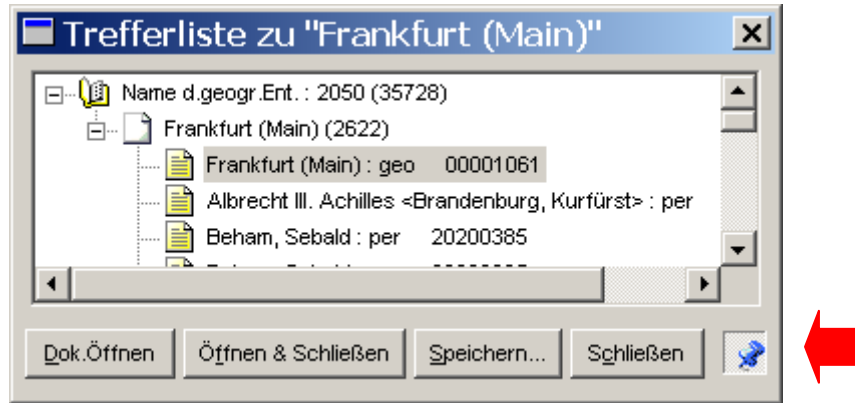 Trefferliste zu "Frankfurt (Main)"
Name d.geogr.Ent. : 2050 (35728)
Frankfurt (Main) (2622)
Frankfurt (Main) : geo 00001061
Albrecht III. Achilles <Brandenburg, Kurfürst> : per
Beham, Sebald : per 20200385
Dok.Öffnen Öffnen & Schließen Speichern... Schließen